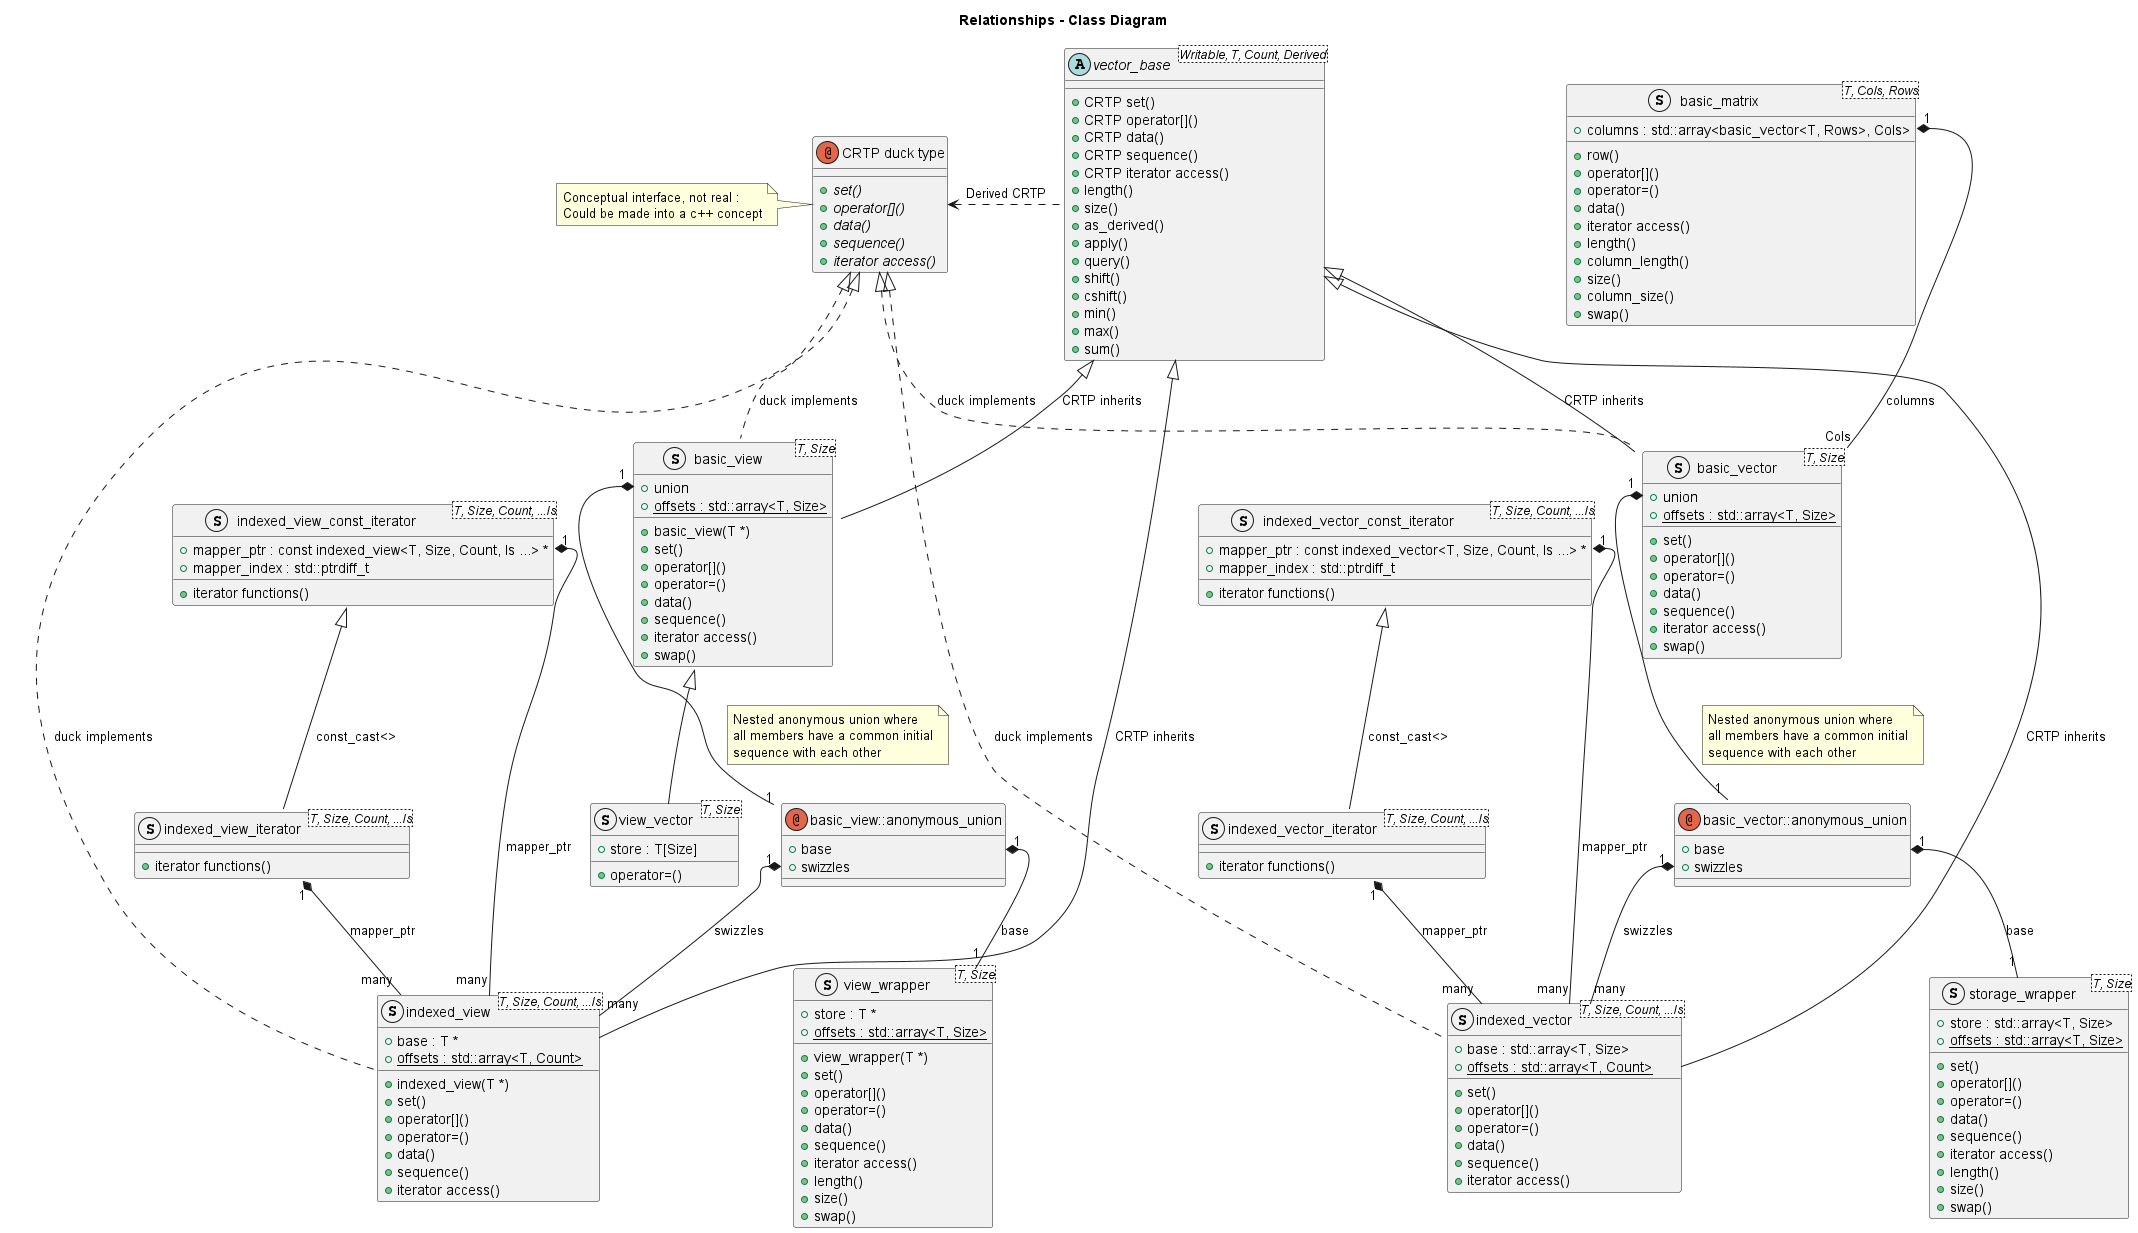 Relationships - Class Diagram
A
vector_base
Writable, T, Count, Derived
CRTP set()
CRTP operator[]()
CRTP data()
CRTP sequence()
CRTP iterator access()
length()
size()
as_derived()
apply()
query()
shift()
cshift()
min()
max()
sum()
S
basic_matrix
T, Cols, Rows
columns : std::array<basic_vector<T, Rows>, Cols>
row()
operator[]()
operator=()
data()
iterator access()
length()
column_length()
size()
column_size()
swap()
1
@
CRTP duck type
set()
operator[]()
data()
sequence()
iterator access()
Conceptual interface, not real :
Could be made into a c++ concept
Derived CRTP
duck implements
CRTP inherits
duck implements
CRTP inherits
columns
Cols
S
basic_view
T, Size
union
offsets : std::array<T, Size>
basic_view(T *)
set()
operator[]()
operator=()
data()
sequence()
iterator access()
swap()
1
S
basic_vector
T, Size
union
offsets : std::array<T, Size>
set()
operator[]()
operator=()
data()
sequence()
iterator access()
swap()
1
S
indexed_view_const_iterator
T, Size, Count, ...Is
mapper_ptr : const indexed_view<T, Size, Count, Is ...> *
mapper_index : std::ptrdiff_t
iterator functions()
1
S
indexed_vector_const_iterator
T, Size, Count, ...Is
mapper_ptr : const indexed_vector<T, Size, Count, Is ...> *
mapper_index : std::ptrdiff_t
iterator functions()
1
duck implements
const_cast<>
Nested anonymous union where
all members have a common initial
sequence with each other
duck implements
CRTP inherits
const_cast<>
Nested anonymous union where
all members have a common initial
sequence with each other
CRTP inherits
S
indexed_view_iterator
T, Size, Count, ...Is
iterator functions()
1
mapper_ptr
S
view_vector
T, Size
store : T[Size]
operator=()
1
@
basic_view::anonymous_union
base
swizzles
1
1
S
indexed_vector_iterator
T, Size, Count, ...Is
iterator functions()
1
mapper_ptr
1
@
basic_vector::anonymous_union
base
swizzles
1
1
mapper_ptr
swizzles
base
mapper_ptr
swizzles
base
many
many
many
1
many
many
many
1
S
indexed_view
T, Size, Count, ...Is
base : T *
offsets : std::array<T, Count>
indexed_view(T *)
set()
operator[]()
operator=()
data()
sequence()
iterator access()
S
view_wrapper
T, Size
store : T *
offsets : std::array<T, Size>
view_wrapper(T *)
set()
operator[]()
operator=()
data()
sequence()
iterator access()
length()
size()
swap()
S
indexed_vector
T, Size, Count, ...Is
base : std::array<T, Size>
offsets : std::array<T, Count>
set()
operator[]()
operator=()
data()
sequence()
iterator access()
S
storage_wrapper
T, Size
store : std::array<T, Size>
offsets : std::array<T, Size>
set()
operator[]()
operator=()
data()
sequence()
iterator access()
length()
size()
swap()